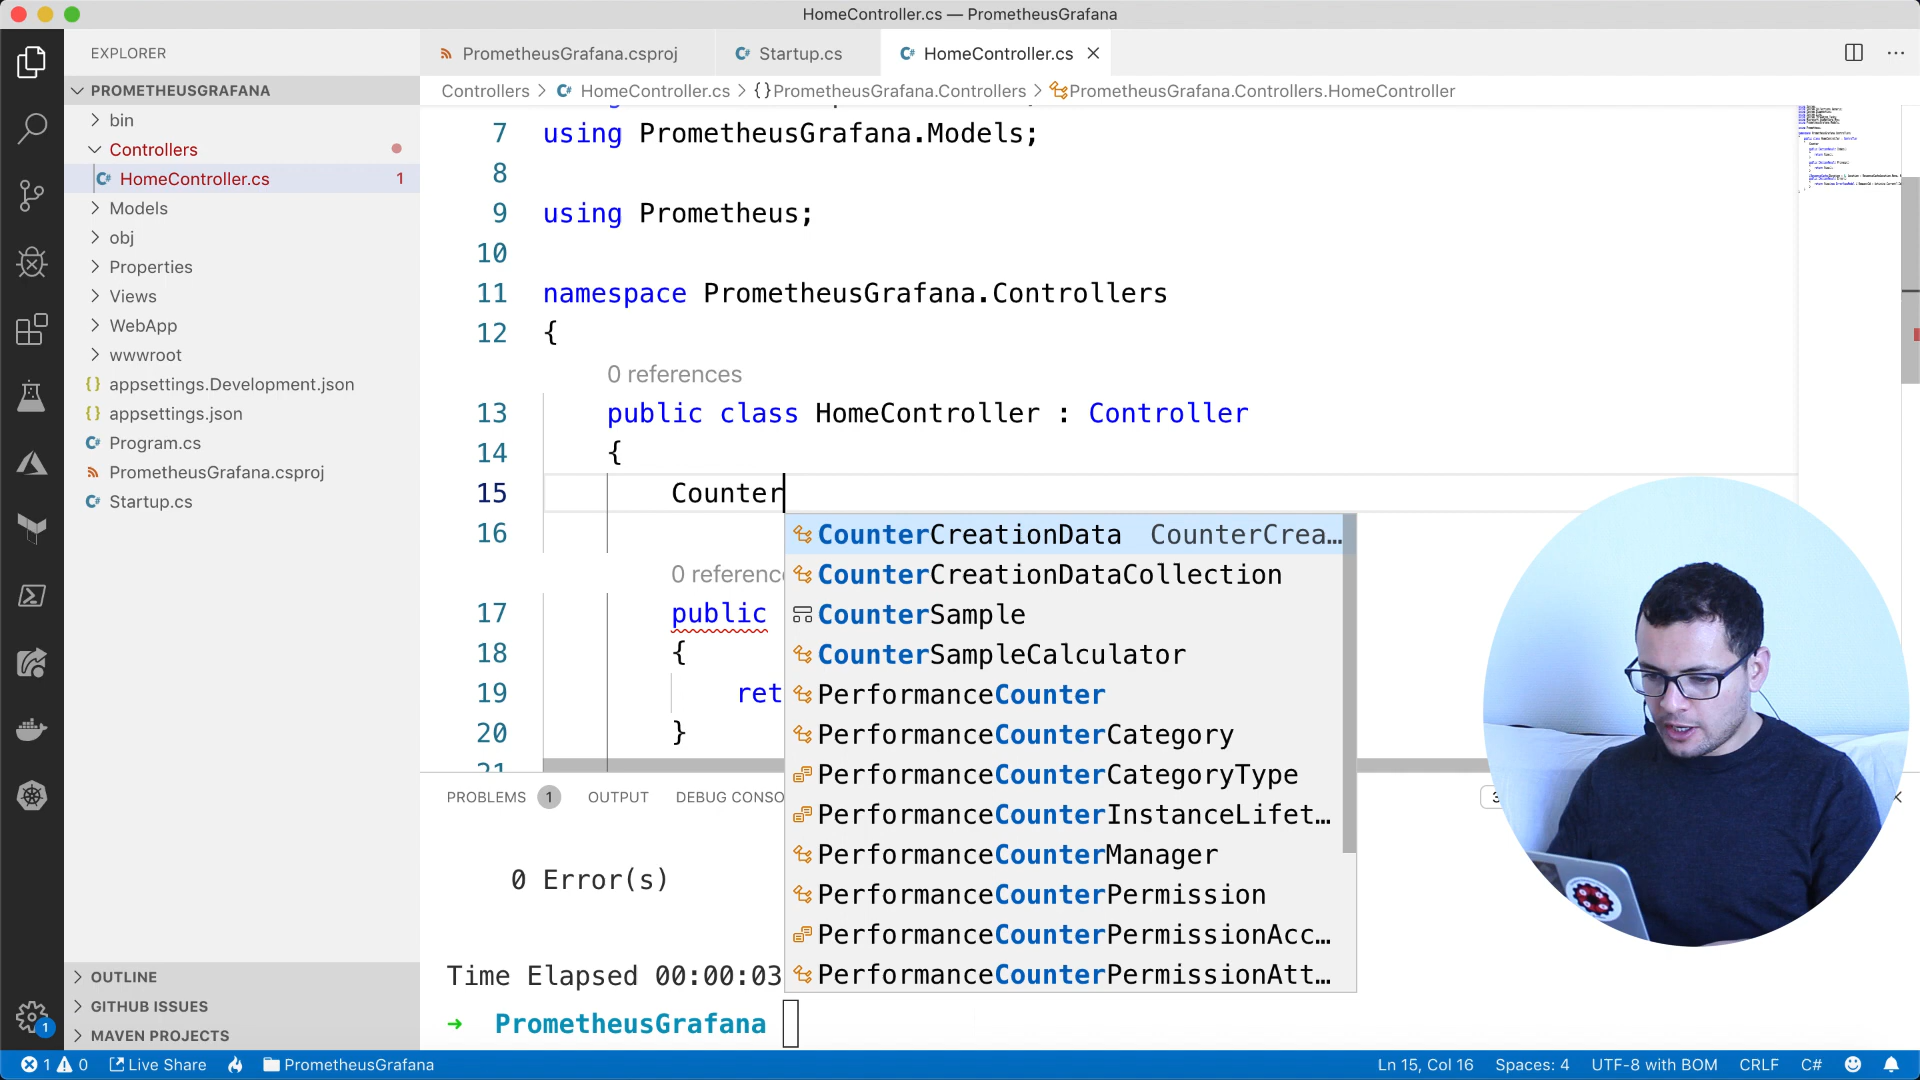 HomeController.cs — PrometheusGrafana
EXPLORER
PrometheusGrafana.csproj
Startup.cs
HomeController.cs
PROMETHEUSGRAFANA
Controllers > HomeController.cs > {} PrometheusGrafana.Controllers > PrometheusGrafana.Controllers.HomeController
bin
Controllers
HomeController.cs 1
Models
obj
Properties
Views
WebApp
wwwroot
appsettings.Development.json
appsettings.json
Program.cs
PrometheusGrafana.csproj
Startup.cs
OUTLINE
GITHUB ISSUES
MAVEN PROJECTS
7 using PrometheusGrafana.Models;
8
9 using Prometheus;
10
11 namespace PrometheusGrafana.Controllers
12 {
0 references
13 public class HomeController : Controller
14 {
15 Counter
16
0 referenc
17 public
18 {
19 ret
20 }
21
CounterCreationData CounterCrea…
CounterCreationDataCollection
CounterSample
CounterSampleCalculator
PerformanceCounter
PerformanceCounterCategory
PerformanceCounterCategoryType
PerformanceCounterInstanceLifet…
PerformanceCounterManager
PerformanceCounterPermission
PerformanceCounterPermissionAcc…
PerformanceCounterPermissionAtt…
PROBLEMS 1 OUTPUT DEBUG CONSO
0 Error(s)
Time Elapsed 00:00:03
→ PrometheusGrafana
1
1 0 Live Share PrometheusGrafana
Ln 15, Col 16 Spaces: 4 UTF-8 with BOM CRLF C#